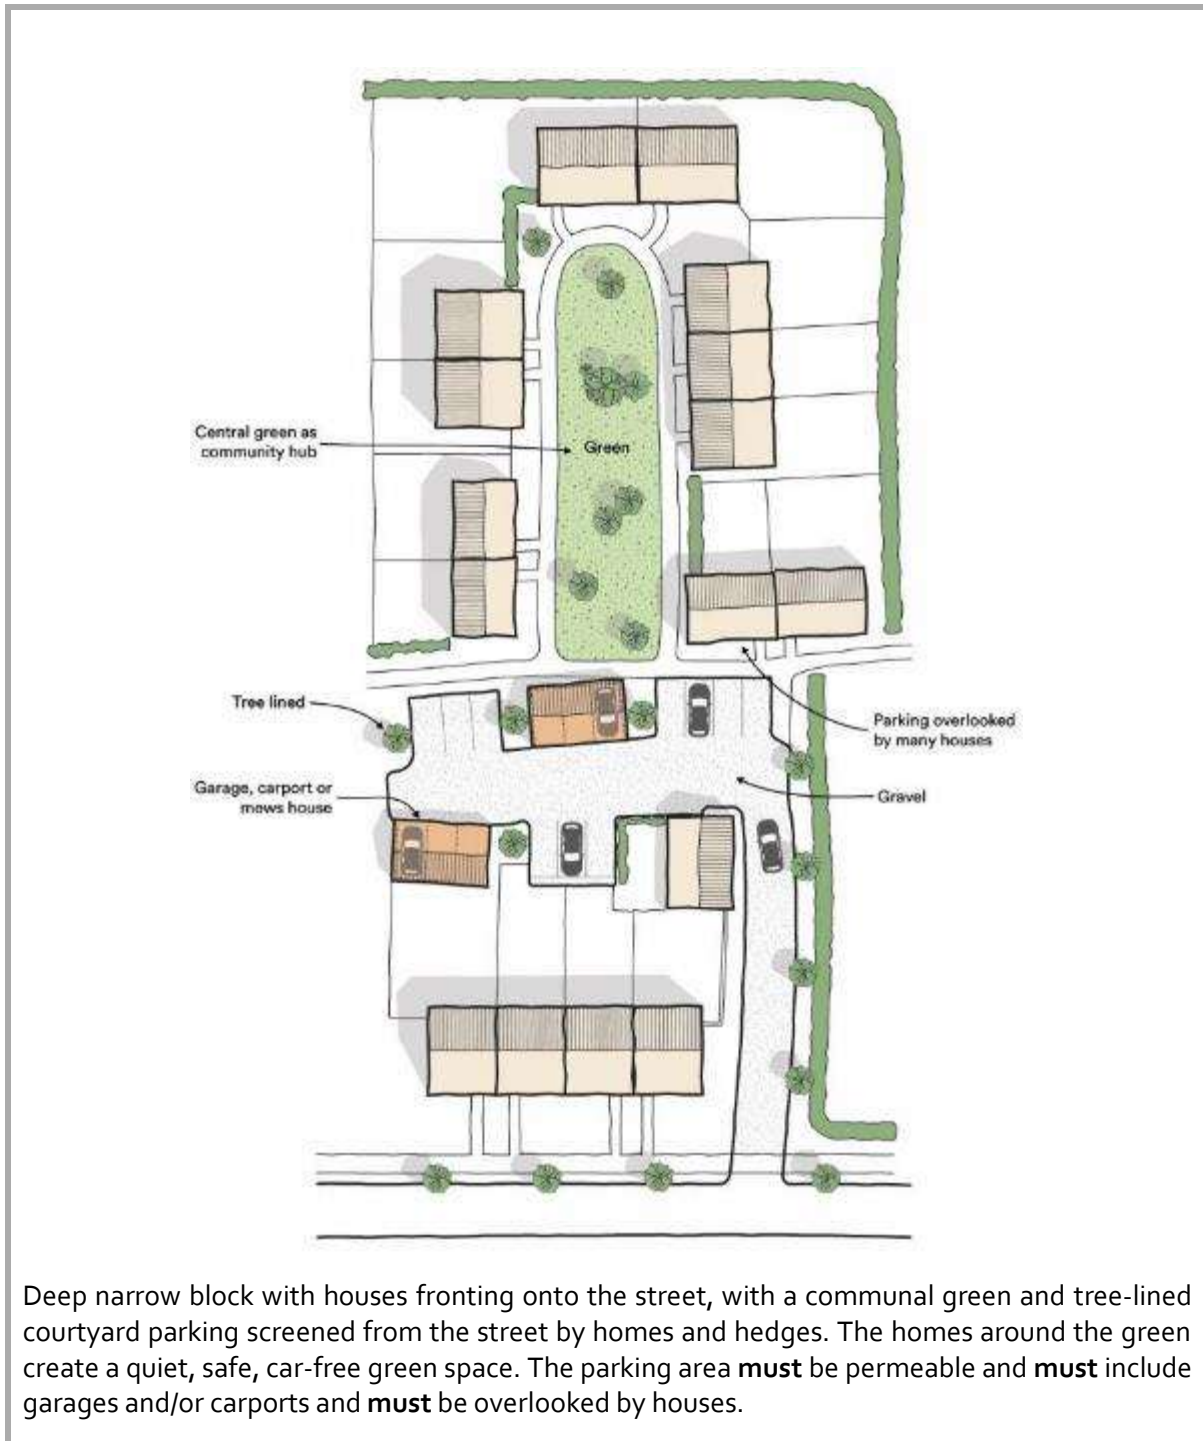 Central green as
community hub
Green
Tree lined
Parking overlooked
by many houses
Garage, carport or
mews house
Gravel
Deep narrow block with houses fronting onto the street, with a communal green and tree-lined
courtyard parking screened from the street by homes and hedges. The homes around the green
create a quiet, safe, car-free green space. The parking area must be permeable and must include
garages and/or carports and must be overlooked by houses.